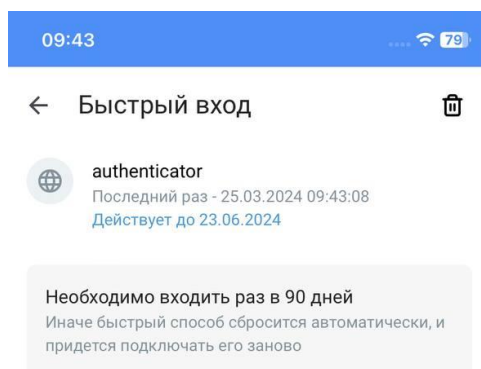 09:43
79
Быстрый вход
authenticator
Последний раз - 25.03.2024 09:43:08
Действует до 23.06.2024
Необходимо входить раз в 90 дней
Иначе быстрый способ сбросится автоматически, и
придется подключать его заново